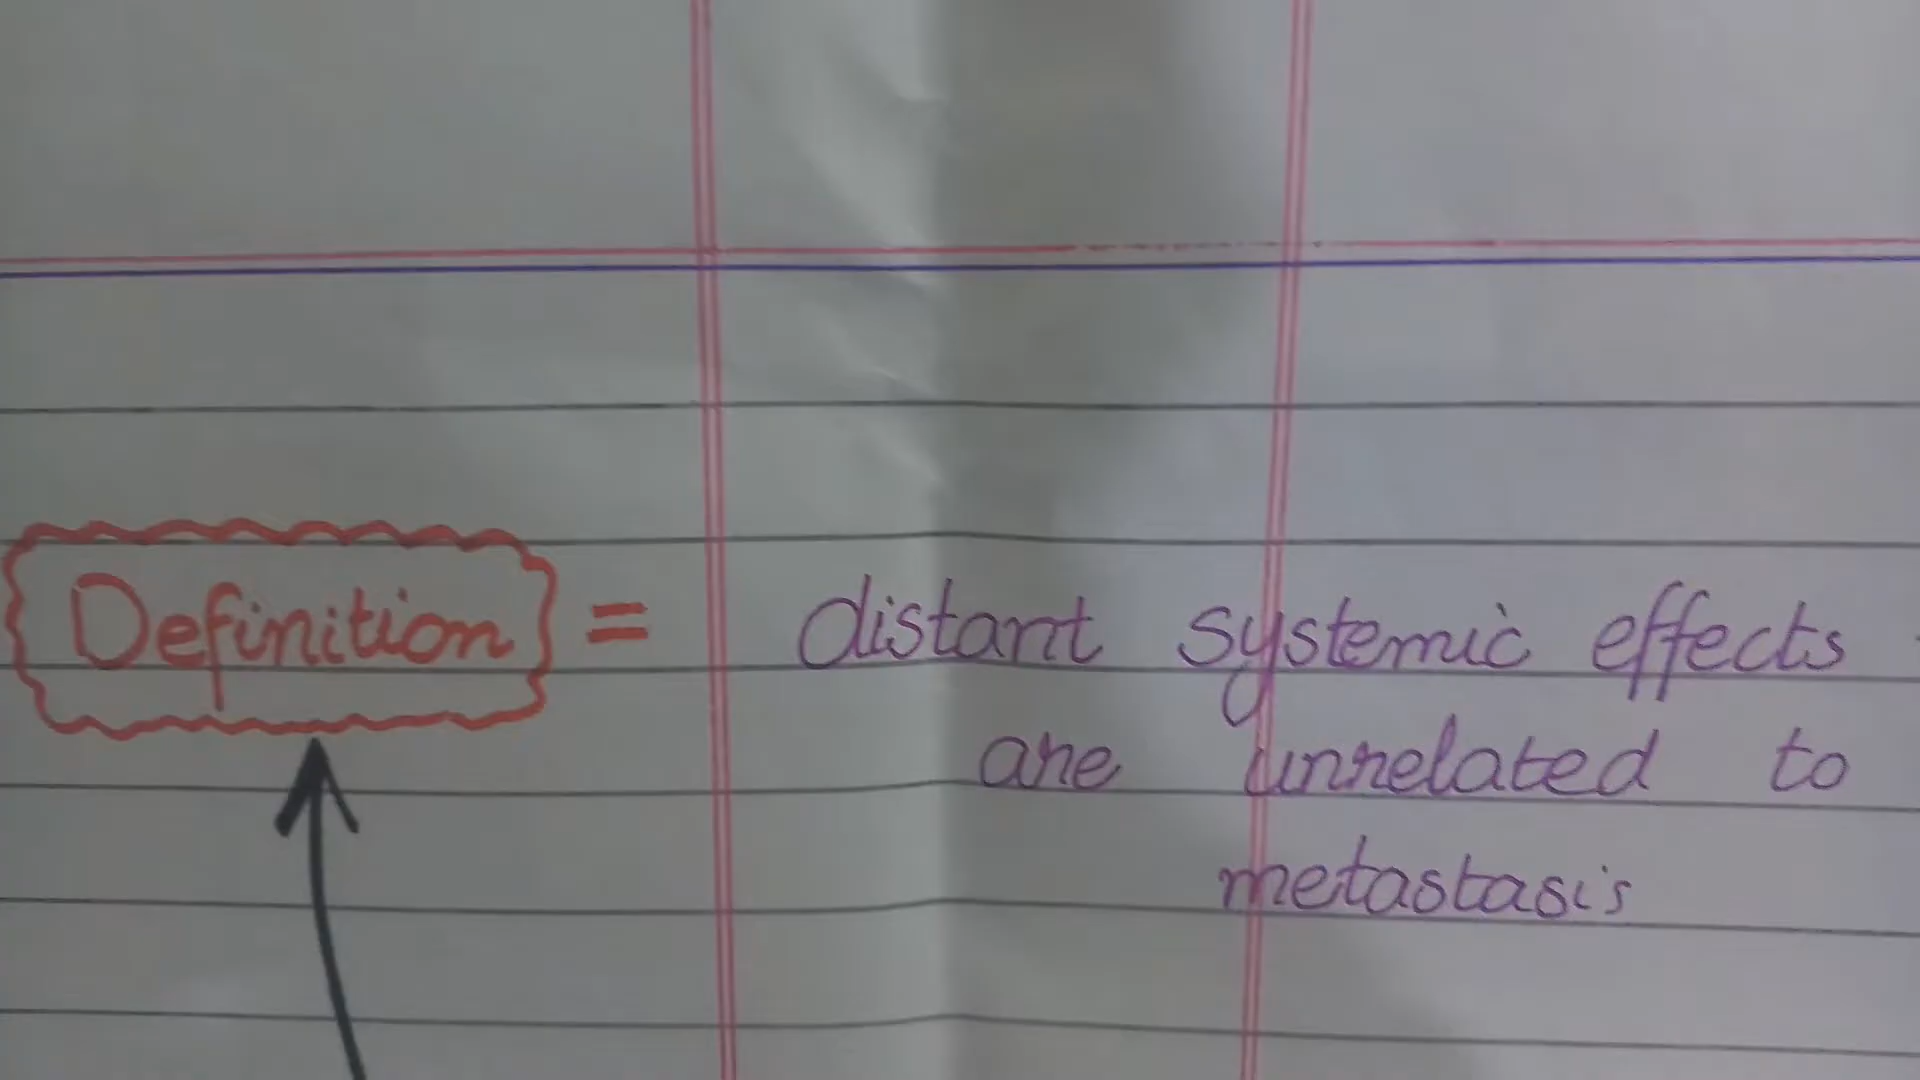 Definition = distant systemic effects
are unrelated to
metastasis